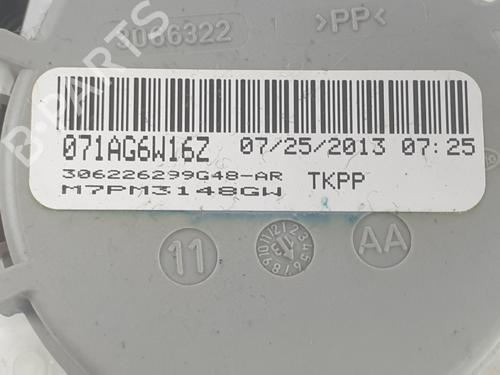 3066322
>PP<
B-PARTS
071AG6W16Z 07/25/2013 07:25
306226299G48-AR
M7PM3148GW
TKPP
11
AA